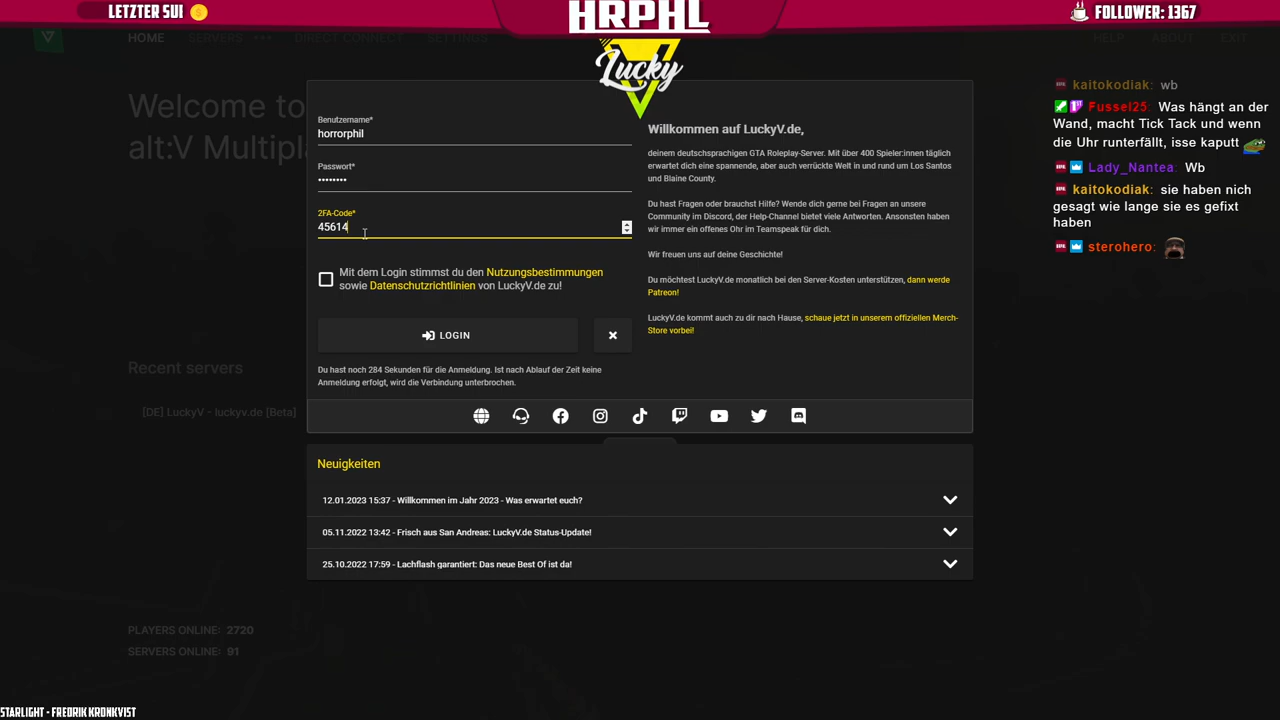 LETZTER SUI
HRPHL
FOLLOWER: 1367
HOME SERVERS DIRECT CONNECT SETTINGS HELP ABOUT EXIT
Lucky
Welcome to
alt:V Multipl
Benutzername*
horrorphil
Passwort*
••••••••
2FA-Code*
45614
Mit dem Login stimmst du den Nutzungsbestimmungen
sowie Datenschutzrichtlinien von LuckyV.de zu!
LOGIN
Du hast noch 284 Sekunden für die Anmeldung. Ist nach Ablauf der Zeit keine
Anmeldung erfolgt, wird die Verbindung unterbrochen.
Willkommen auf LuckyV.de,
deinem deutschsprachigen GTA Roleplay-Server. Mit über 400 Spieler:innen täglich
erwartet dich eine spannende, aber auch verrückte Welt in und rund um Los Santos
und Blaine County.
Du hast Fragen oder brauchst Hilfe? Wende dich gerne bei Fragen an unsere
Community im Discord, der Help-Channel bietet viele Antworten. Ansonsten haben
wir immer ein offenes Ohr im Teamspeak für dich.
Wir freuen uns auf deine Geschichte!
Du möchtest LuckyV.de monatlich bei den Server-Kosten unterstützen, dann werde
Patreon!
LuckyV.de kommt auch zu dir nach Hause, schaue jetzt in unserem offiziellen Merch-
Store vorbei!
Recent servers
[DE] LuckyV - luckyv.de [Beta]
Neuigkeiten
12.01.2023 15:37 - Willkommen im Jahr 2023 - Was erwartet euch?
05.11.2022 13:42 - Frisch aus San Andreas: LuckyV.de Status-Update!
25.10.2022 17:59 - Lachflash garantiert: Das neue Best Of ist da!
PLAYERS ONLINE: 2720
SERVERS ONLINE: 91
kaitokodiak: wb
Fussel25: Was hängt an der
Wand, macht Tick Tack und wenn
die Uhr runterfällt, isse kaputt
Lady_Nantea: Wb
kaitokodiak: sie haben nich
gesagt wie lange sie es gefixt
haben
sterohero:
STARLIGHT - FREDRIK KRONKVIST